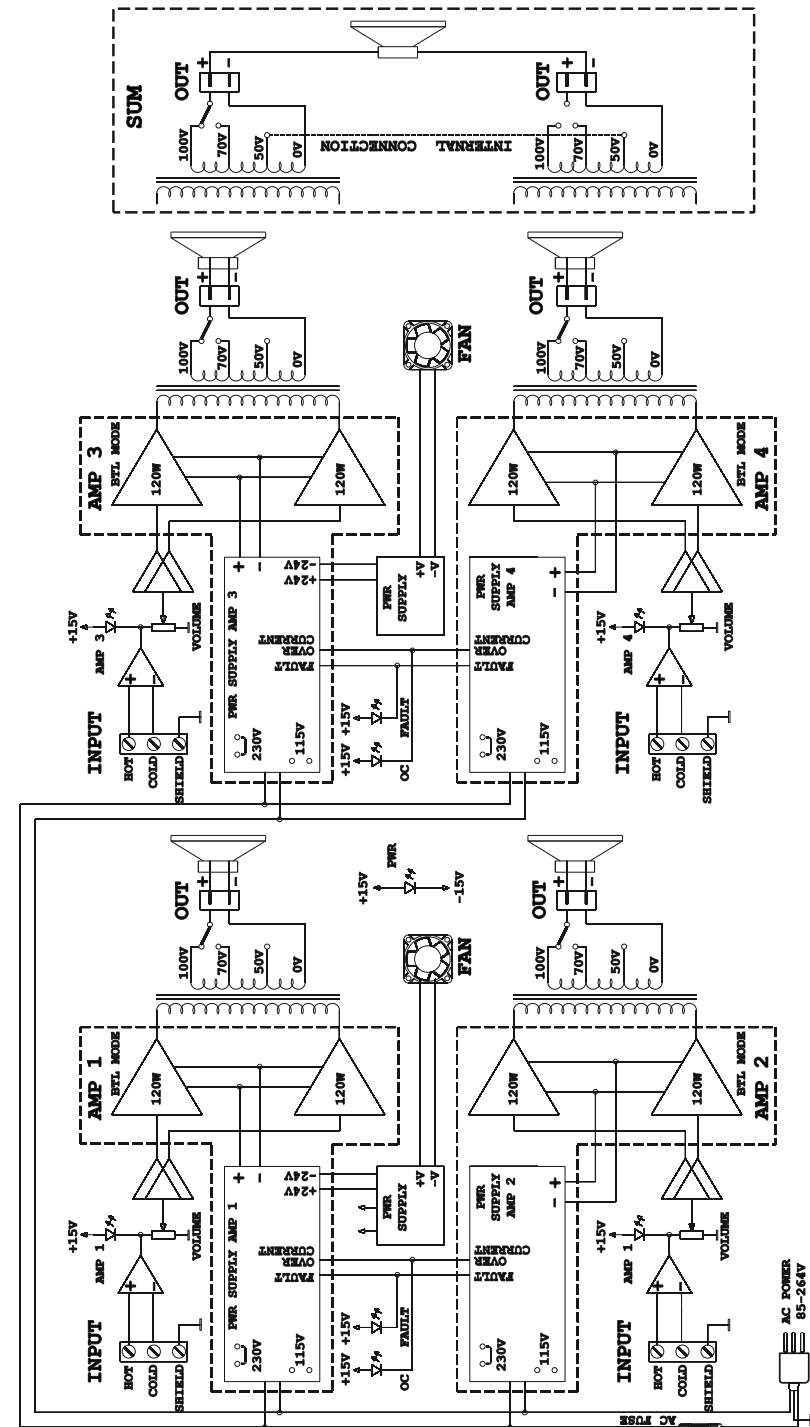 SUM
OUT
+ −
100V
70V
50V
0V
OUT
+ −
100V
70V
50V
0V
INTERNAL CONNECTION
OUT
+ −
100V
70V
50V
0V
OUT
+ −
100V
70V
50V
0V
FAN
AMP 3
BTL MODE
120W
120W
120W
120W
BTL MODE
AMP 4
+ −
-24V
+24V
PWR SUPPLY AMP 3
OVER CURRENT
FAULT
230V
115V
PWR
SUPPLY
+V
-V
PWR
SUPPLY
AMP 4
+ −
OVER CURRENT
FAULT
230V
115V
+15V
AMP 3
VOLUME
INPUT
+ −
HOT
COLD
SHIELD
+15V
FAULT
+15V
OC
+15V
AMP 4
VOLUME
INPUT
+ −
HOT
COLD
SHIELD
OUT
+ −
100V
70V
50V
0V
+15V
PWR
-15V
OUT
+ −
100V
70V
50V
0V
FAN
AMP 1
BTL MODE
120W
120W
120W
120W
BTL MODE
AMP 2
+ −
-24V
+24V
PWR SUPPLY AMP 1
OVER CURRENT
FAULT
230V
115V
PWR
SUPPLY
+V
-V
PWR
SUPPLY
AMP 2
+ −
OVER CURRENT
FAULT
230V
115V
+15V
AMP 1
VOLUME
INPUT
+ −
HOT
COLD
SHIELD
+15V
FAULT
+15V
OC
+15V
AMP 1
VOLUME
INPUT
+ −
HOT
COLD
SHIELD
AC POWER
85-264V
AC FUSE